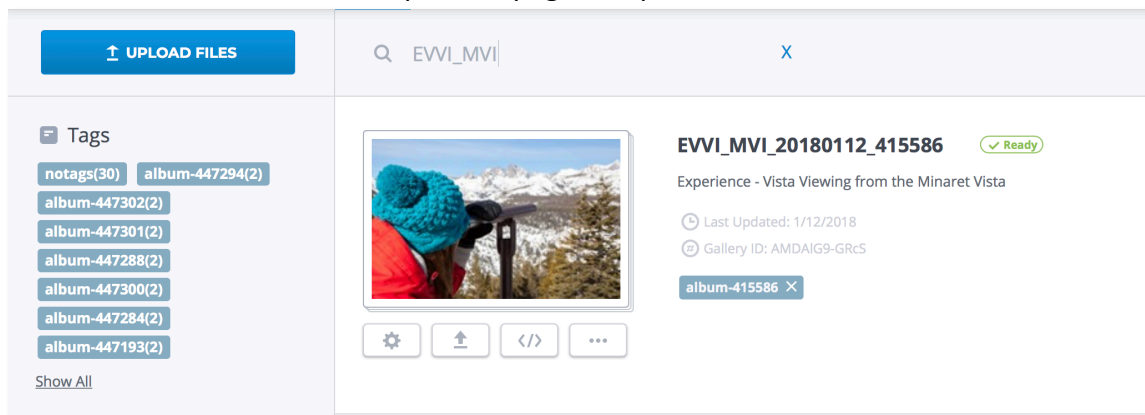 UPLOAD FILES
EVVI_MVI
X
Tags
notags(30) album-447294(2)
album-447302(2)
album-447301(2)
album-447288(2)
album-447300(2)
album-447284(2)
album-447193(2)
Show All
EVVI_MVI_20180112_415586 Ready
Experience - Vista Viewing from the Minaret Vista
Last Updated: 1/12/2018
# Gallery ID: AMDAlG9-GRcS
album-415586 ×
</>